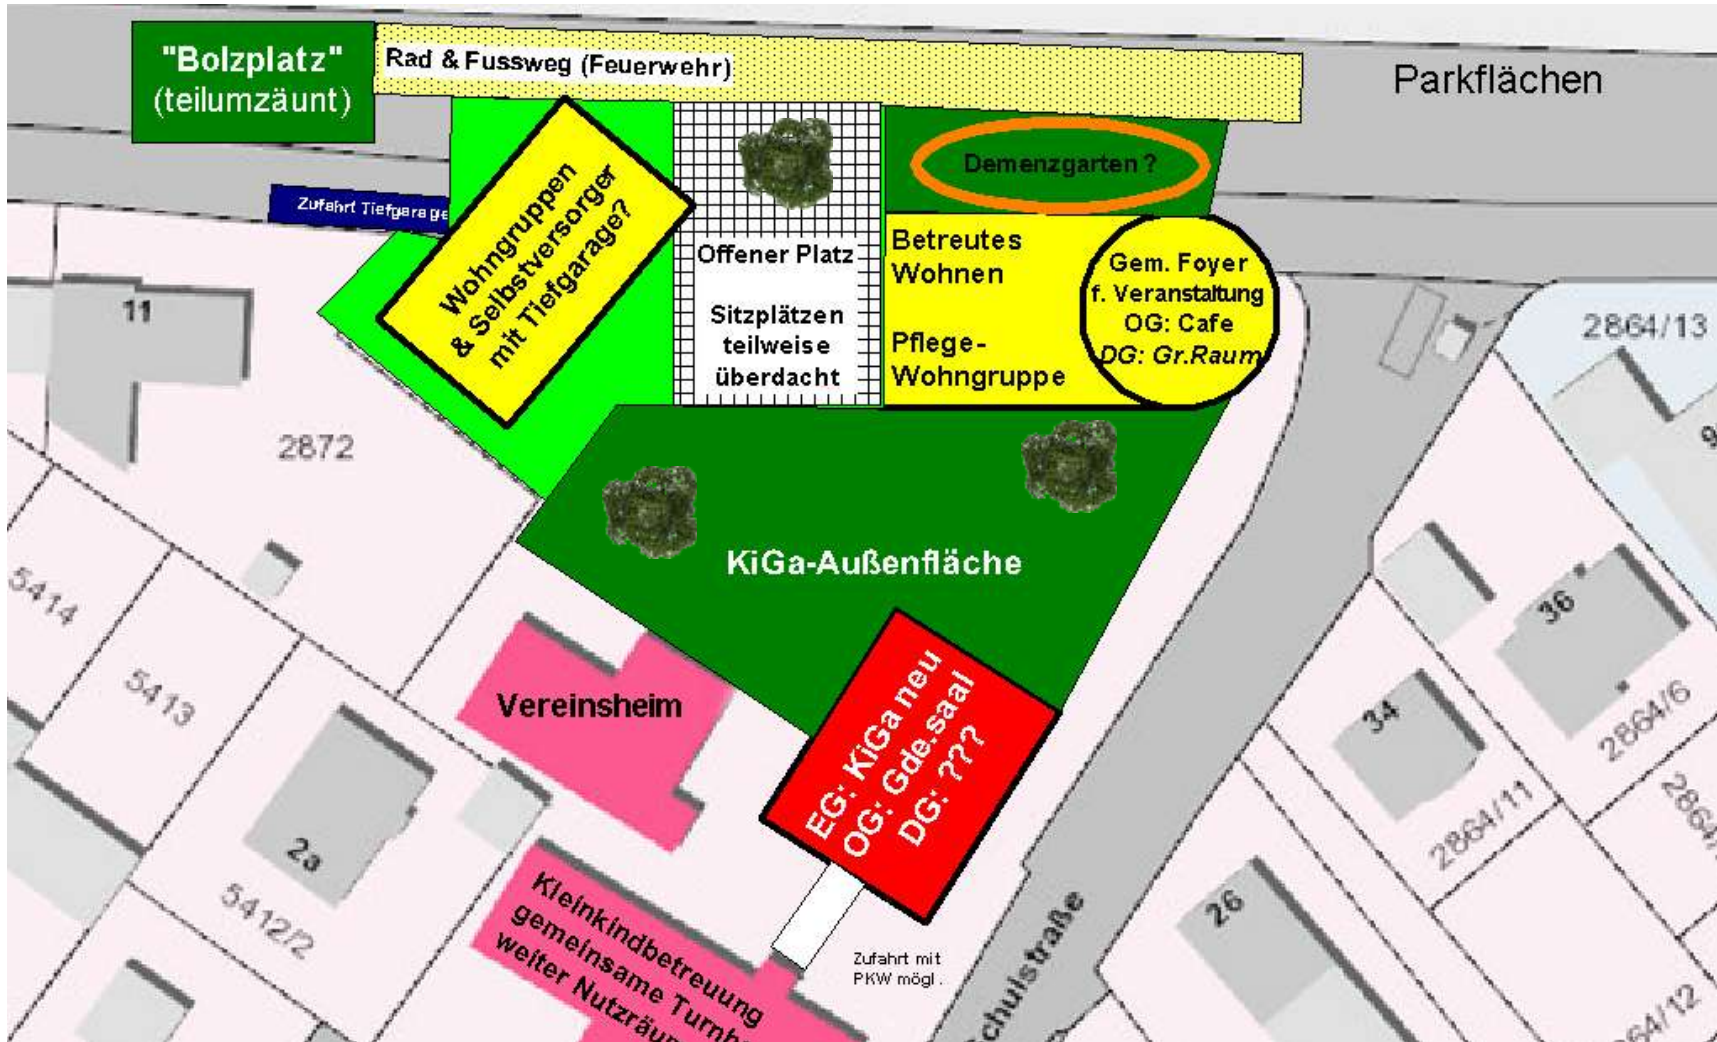 "Bolzplatz"
(teilumzäunt)
Rad & Fussweg (Feuerwehr)
Parkflächen
Zufahrt Tiefgarage
Wohngruppen
& Selbstversorger
mit Tiefgarage?
Offener Platz
Sitzplätzen
teilweise
überdacht
Demenzgarten ?
Betreutes
Wohnen
Pflege-
Wohngruppe
Gem. Foyer
f. Veranstaltung
OG: Cafe
DG: Gr.Raum
2864/13
11
2872
9
KiGa-Außenfläche
5414
5413
36
34
2864/6
2864/11
2864/
Vereinsheim
EG: KiGa neu
OG: Gde.saal
DG: ???
2a
5412/2
26
Kleinkindbetreuung
gemeinsame Turnh
weiter Nutzräu
Zufahrt mit
PKW mögl.
Schulstraße
64/12